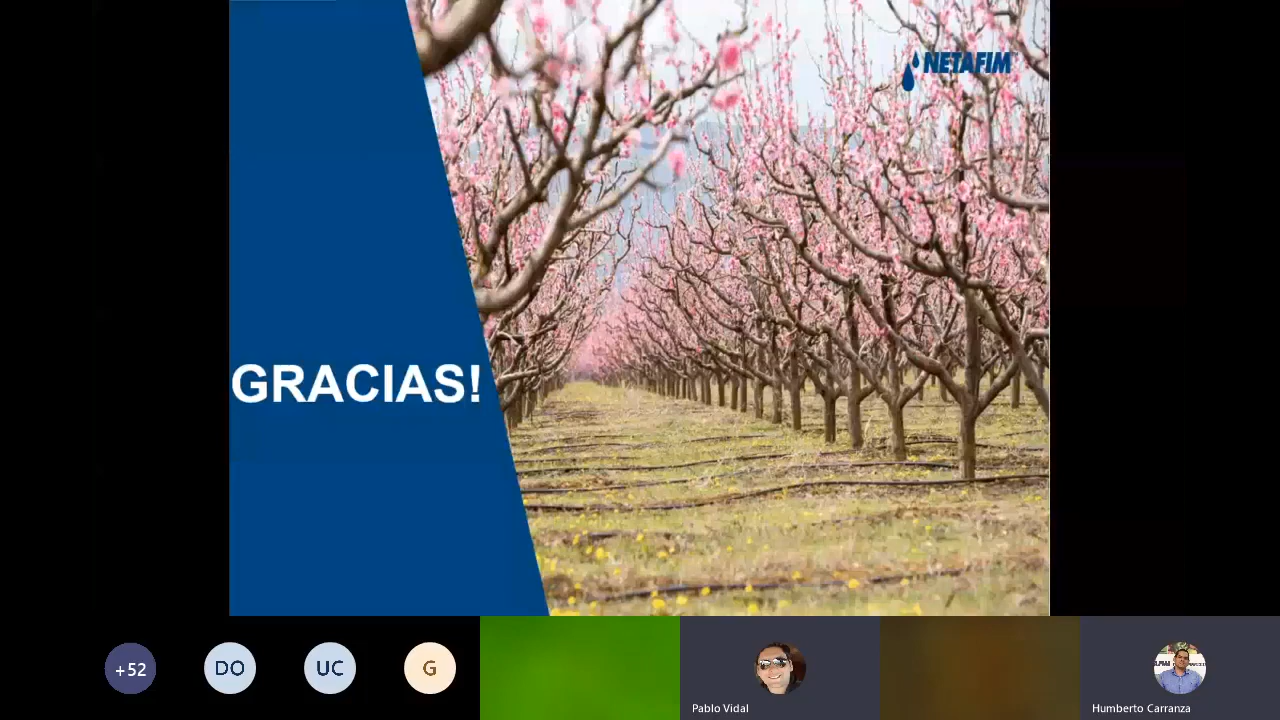 NETAFIM
GRACIAS!
+52
DO
UC
G
Pablo Vidal
Humberto Carranza